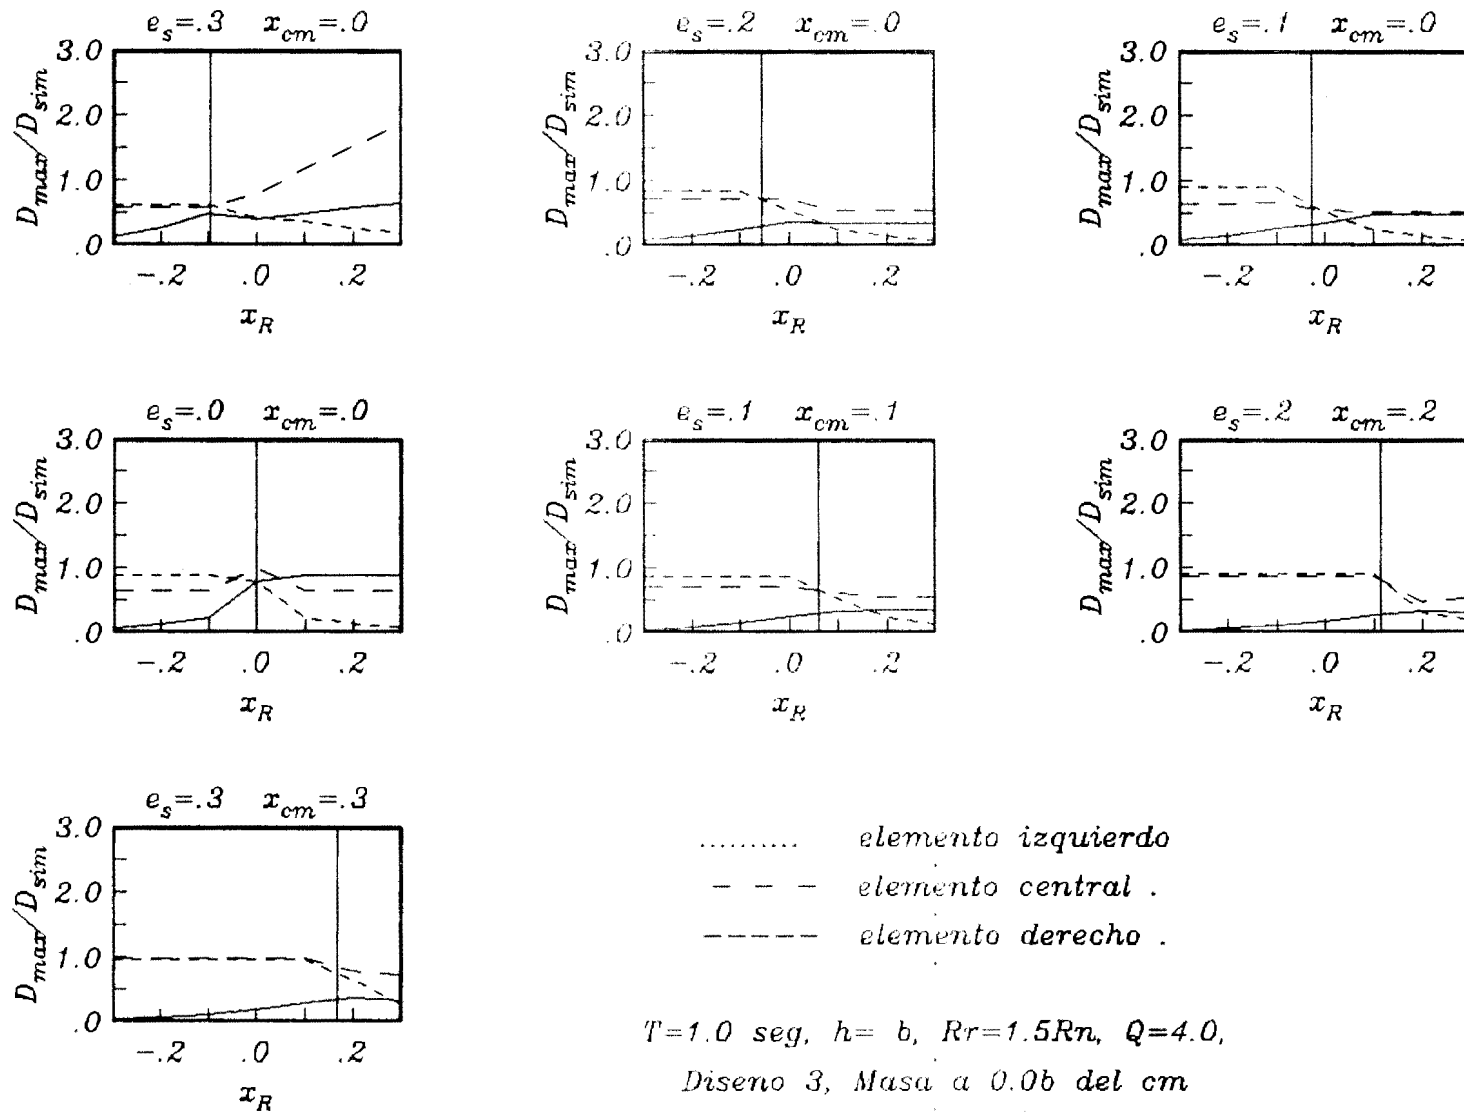 e_s=.3 x_cm=.0
3.0
2.0
1.0
.0
D_max/D_sim
-.2 .0 .2
x_R
e_s=.2 x_cm=.0
3.0
2.0
1.0
.0
D_max/D_sim
-.2 .0 .2
x_R
e_s=.1 x_cm=.0
3.0
2.0
1.0
.0
D_max/D_sim
-.2 .0 .2
x_R
e_s=.0 x_cm=.0
3.0
2.0
1.0
.0
D_max/D_sim
-.2 .0 .2
x_R
e_s=.1 x_cm=.1
3.0
2.0
1.0
.0
D_max/D_sim
-.2 .0 .2
x_R
e_s=.2 x_cm=.2
3.0
2.0
1.0
.0
D_max/D_sim
-.2 .0 .2
x_R
e_s=.3 x_cm=.3
3.0
2.0
1.0
.0
D_max/D_sim
-.2 .0 .2
x_R
elemento izquierdo
elemento central .
elemento derecho .
T=1.0 seg, h= b, Rr=1.5Rn, Q=4.0,
Diseno 3, Masa a 0.0b del cm